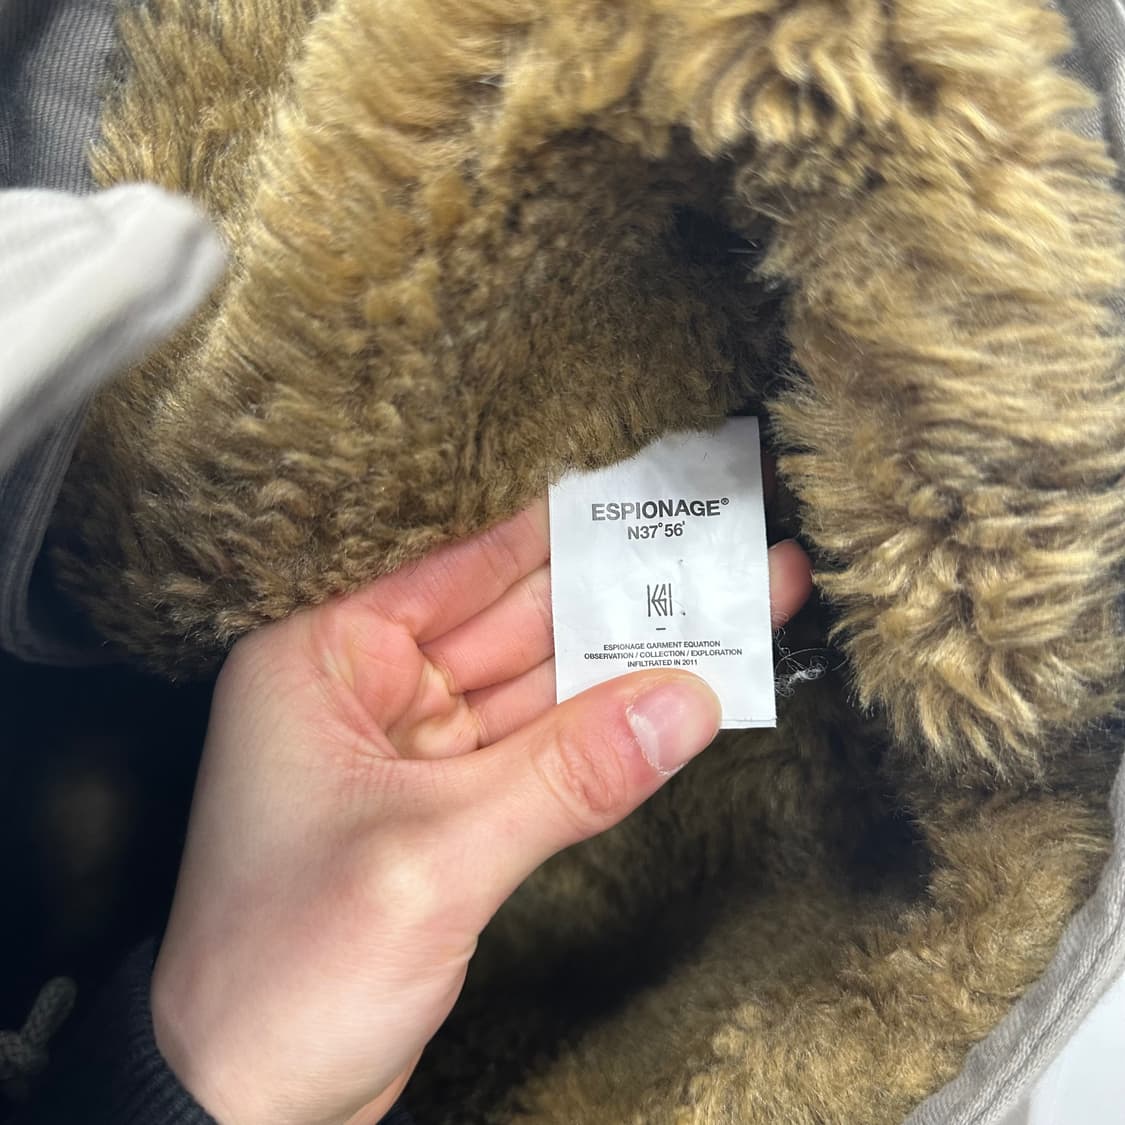 ESPIONAGE®
N37°56'
ESPIONAGE GARMENT EQUATION
OBSERVATION / COLLECTION / EXPLORATION
INFILTRATED IN 2011